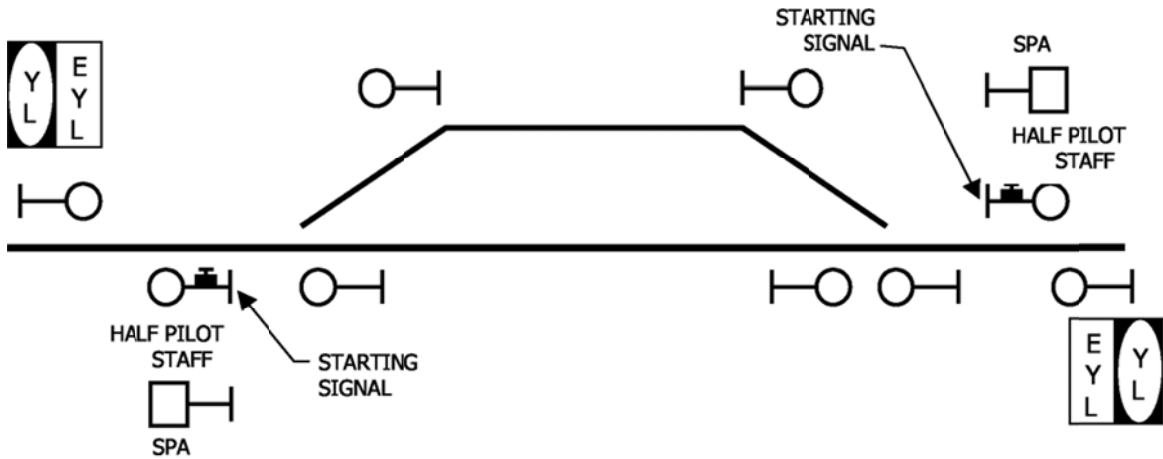 STARTING
SIGNAL
SPA
Y
L
E
Y
L
HALF PILOT
STAFF
HALF PILOT
STAFF
STARTING
SIGNAL
SPA
E
Y
L
Y
L